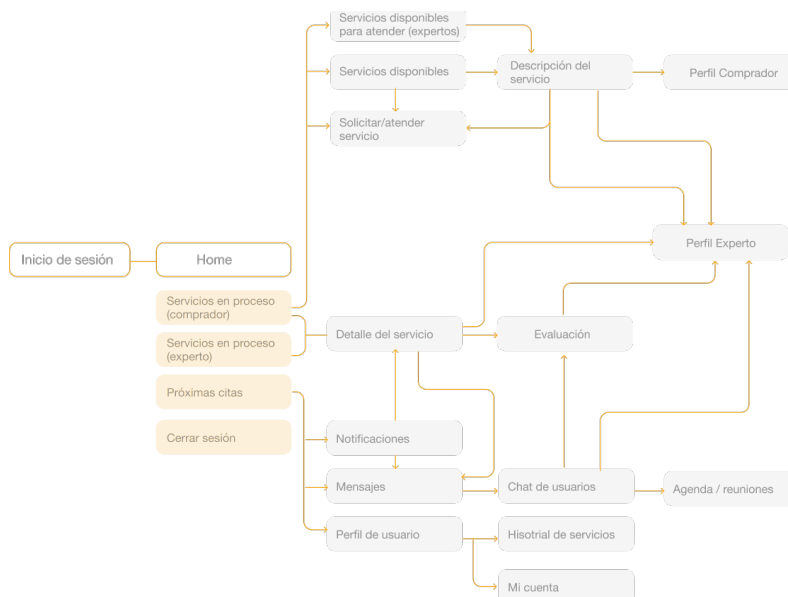 Servicios disponibles
para atender (expertos)
Servicios disponibles
Descripción del
servicio
Perfil Comprador
Solicitar/atender
servicio
Perfil Experto
Inicio de sesión
Home
Servicios en proceso
(comprador)
Detalle del servicio
Evaluación
Servicios en proceso
(experto)
Próximas citas
Cerrar sesión
Notificaciones
Mensajes
Chat de usuarios
Agenda / reuniones
Perfil de usuario
Hisotrial de servicios
Mi cuenta